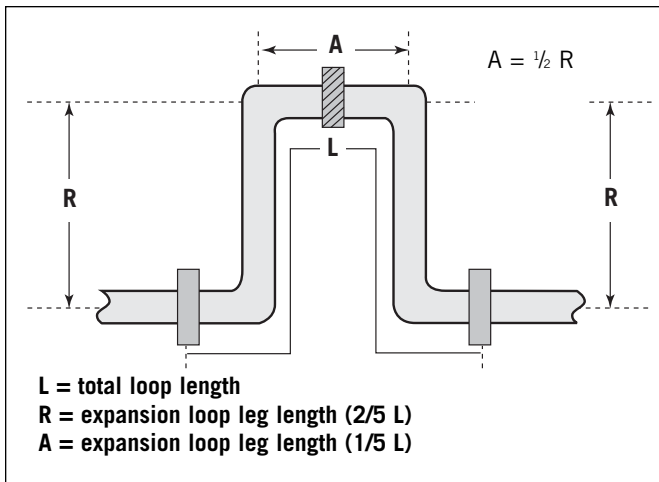 A
A = ½ R
R
L
R
L = total loop length
R = expansion loop leg length (2/5 L)
A = expansion loop leg length (1/5 L)